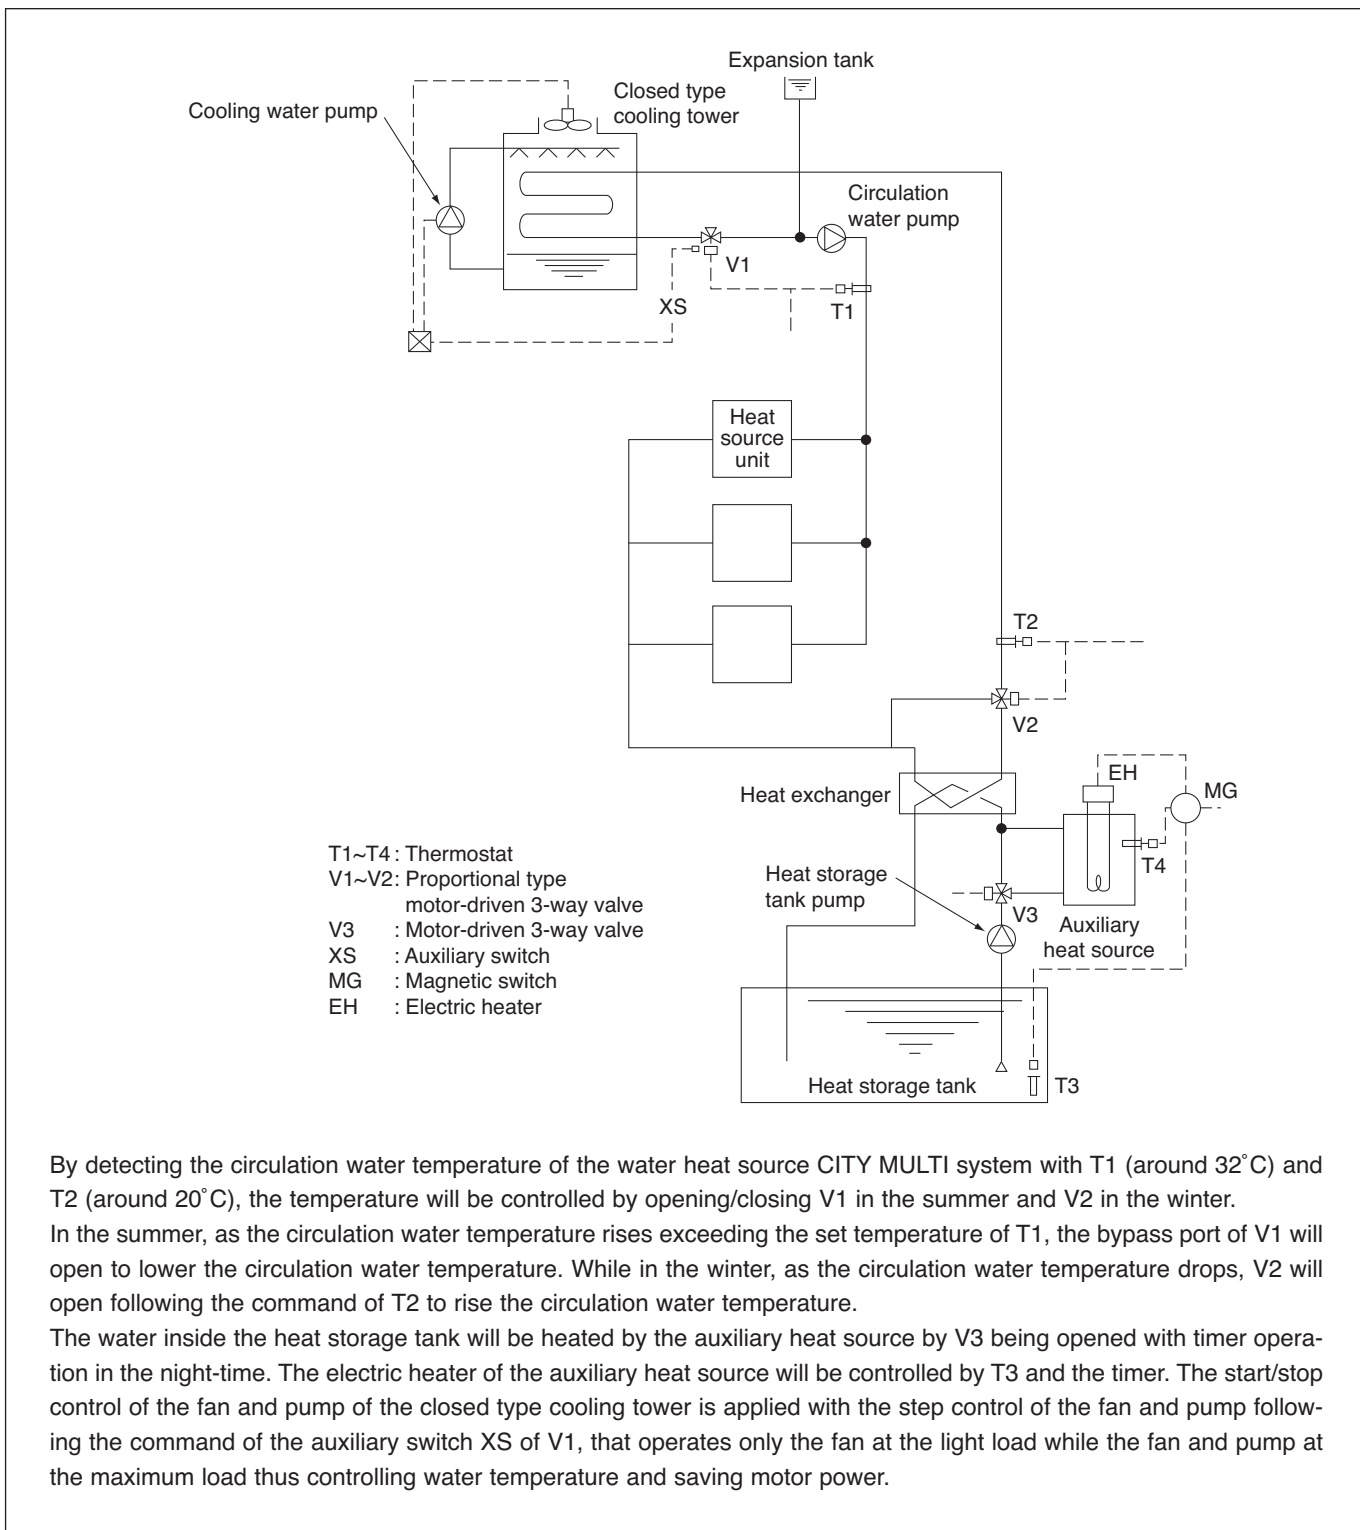 Expansion tank
Closed type
cooling tower
Cooling water pump
Circulation
water pump
V1
XS
T1
Heat
source
unit
T2
V2
EH
MG
Heat exchanger
T4
Heat storage
tank pump
V3
Auxiliary
heat source
T1~T4 : Thermostat
V1~V2 : Proportional type
motor-driven 3-way valve
V3 : Motor-driven 3-way valve
XS : Auxiliary switch
MG : Magnetic switch
EH : Electric heater
Heat storage tank
T3
By detecting the circulation water temperature of the water heat source CITY MULTI system with T1 (around 32°C) and
T2 (around 20°C), the temperature will be controlled by opening/closing V1 in the summer and V2 in the winter.
In the summer, as the circulation water temperature rises exceeding the set temperature of T1, the bypass port of V1 will
open to lower the circulation water temperature. While in the winter, as the circulation water temperature drops, V2 will
open following the command of T2 to rise the circulation water temperature.
The water inside the heat storage tank will be heated by the auxiliary heat source by V3 being opened with timer opera-
tion in the night-time. The electric heater of the auxiliary heat source will be controlled by T3 and the timer. The start/stop
control of the fan and pump of the closed type cooling tower is applied with the step control of the fan and pump follow-
ing the command of the auxiliary switch XS of V1, that operates only the fan at the light load while the fan and pump at
the maximum load thus controlling water temperature and saving motor power.